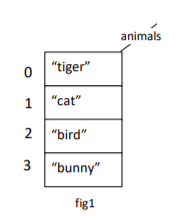 animals
0 “tiger”
1 “cat”
2 “bird”
3 “bunny”
fig1